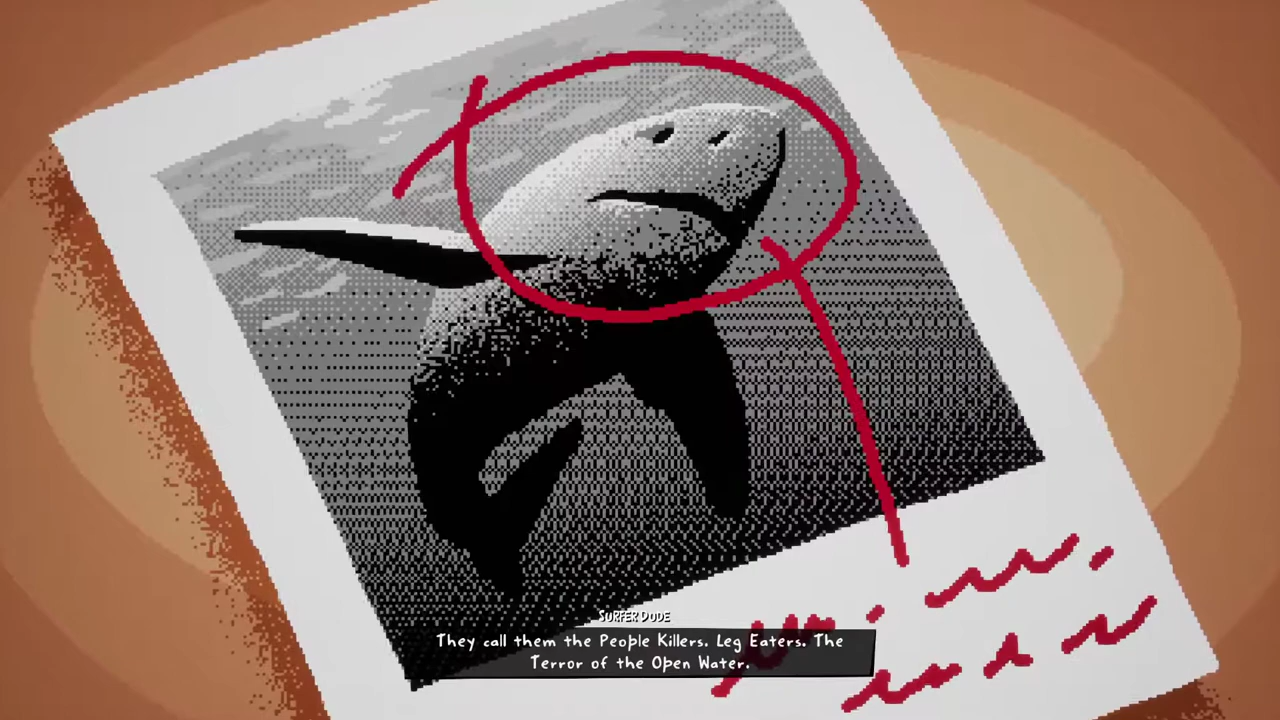 SURFER DUDE
They call them the People Killers. Leg Eaters. The
Terror of the Open Water.